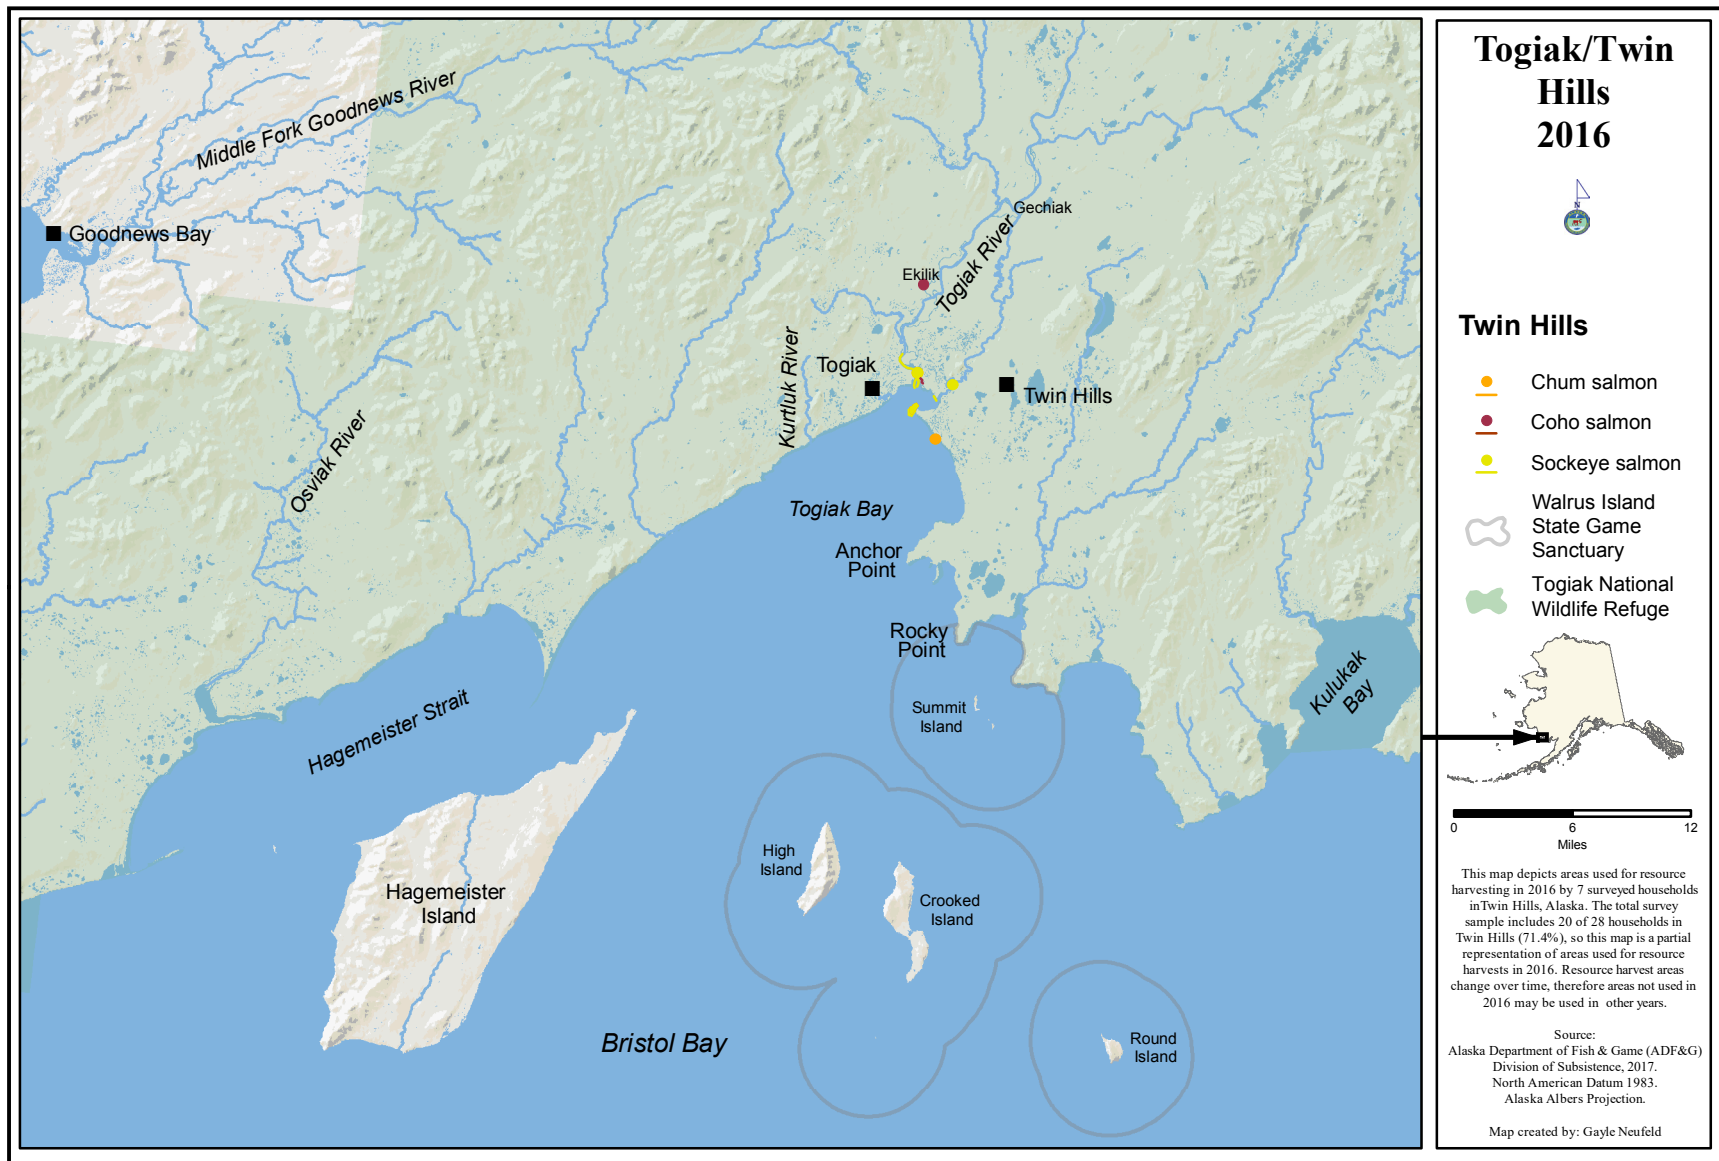 Middle Fork Goodnews River
Goodnews Bay
Gechiak
Ekilik
Togiak River
Kurtluk River
Togiak
Twin Hills
Osviak River
Togiak Bay
Anchor
Point
Rocky
Point
Summit
Island
Kulukak
Bay
Hagemeister Strait
High
Island
Crooked
Island
Hagemeister
Island
Bristol Bay
Round
Island
Togiak/Twin
Hills
2016
N
Twin Hills
Chum salmon
Coho salmon
Sockeye salmon
Walrus Island
State Game
Sanctuary
Togiak National
Wildlife Refuge
0 6 12
Miles
This map depicts areas used for resource
harvesting in 2016 by 7 surveyed households
inTwin Hills, Alaska. The total survey
sample includes 20 of 28 households in
Twin Hills (71.4%), so this map is a partial
representation of areas used for resource
harvests in 2016. Resource harvest areas
change over time, therefore areas not used in
2016 may be used in other years.
Source:
Alaska Department of Fish & Game (ADF&G)
Division of Subsistence, 2017.
North American Datum 1983.
Alaska Albers Projection.
Map created by: Gayle Neufeld